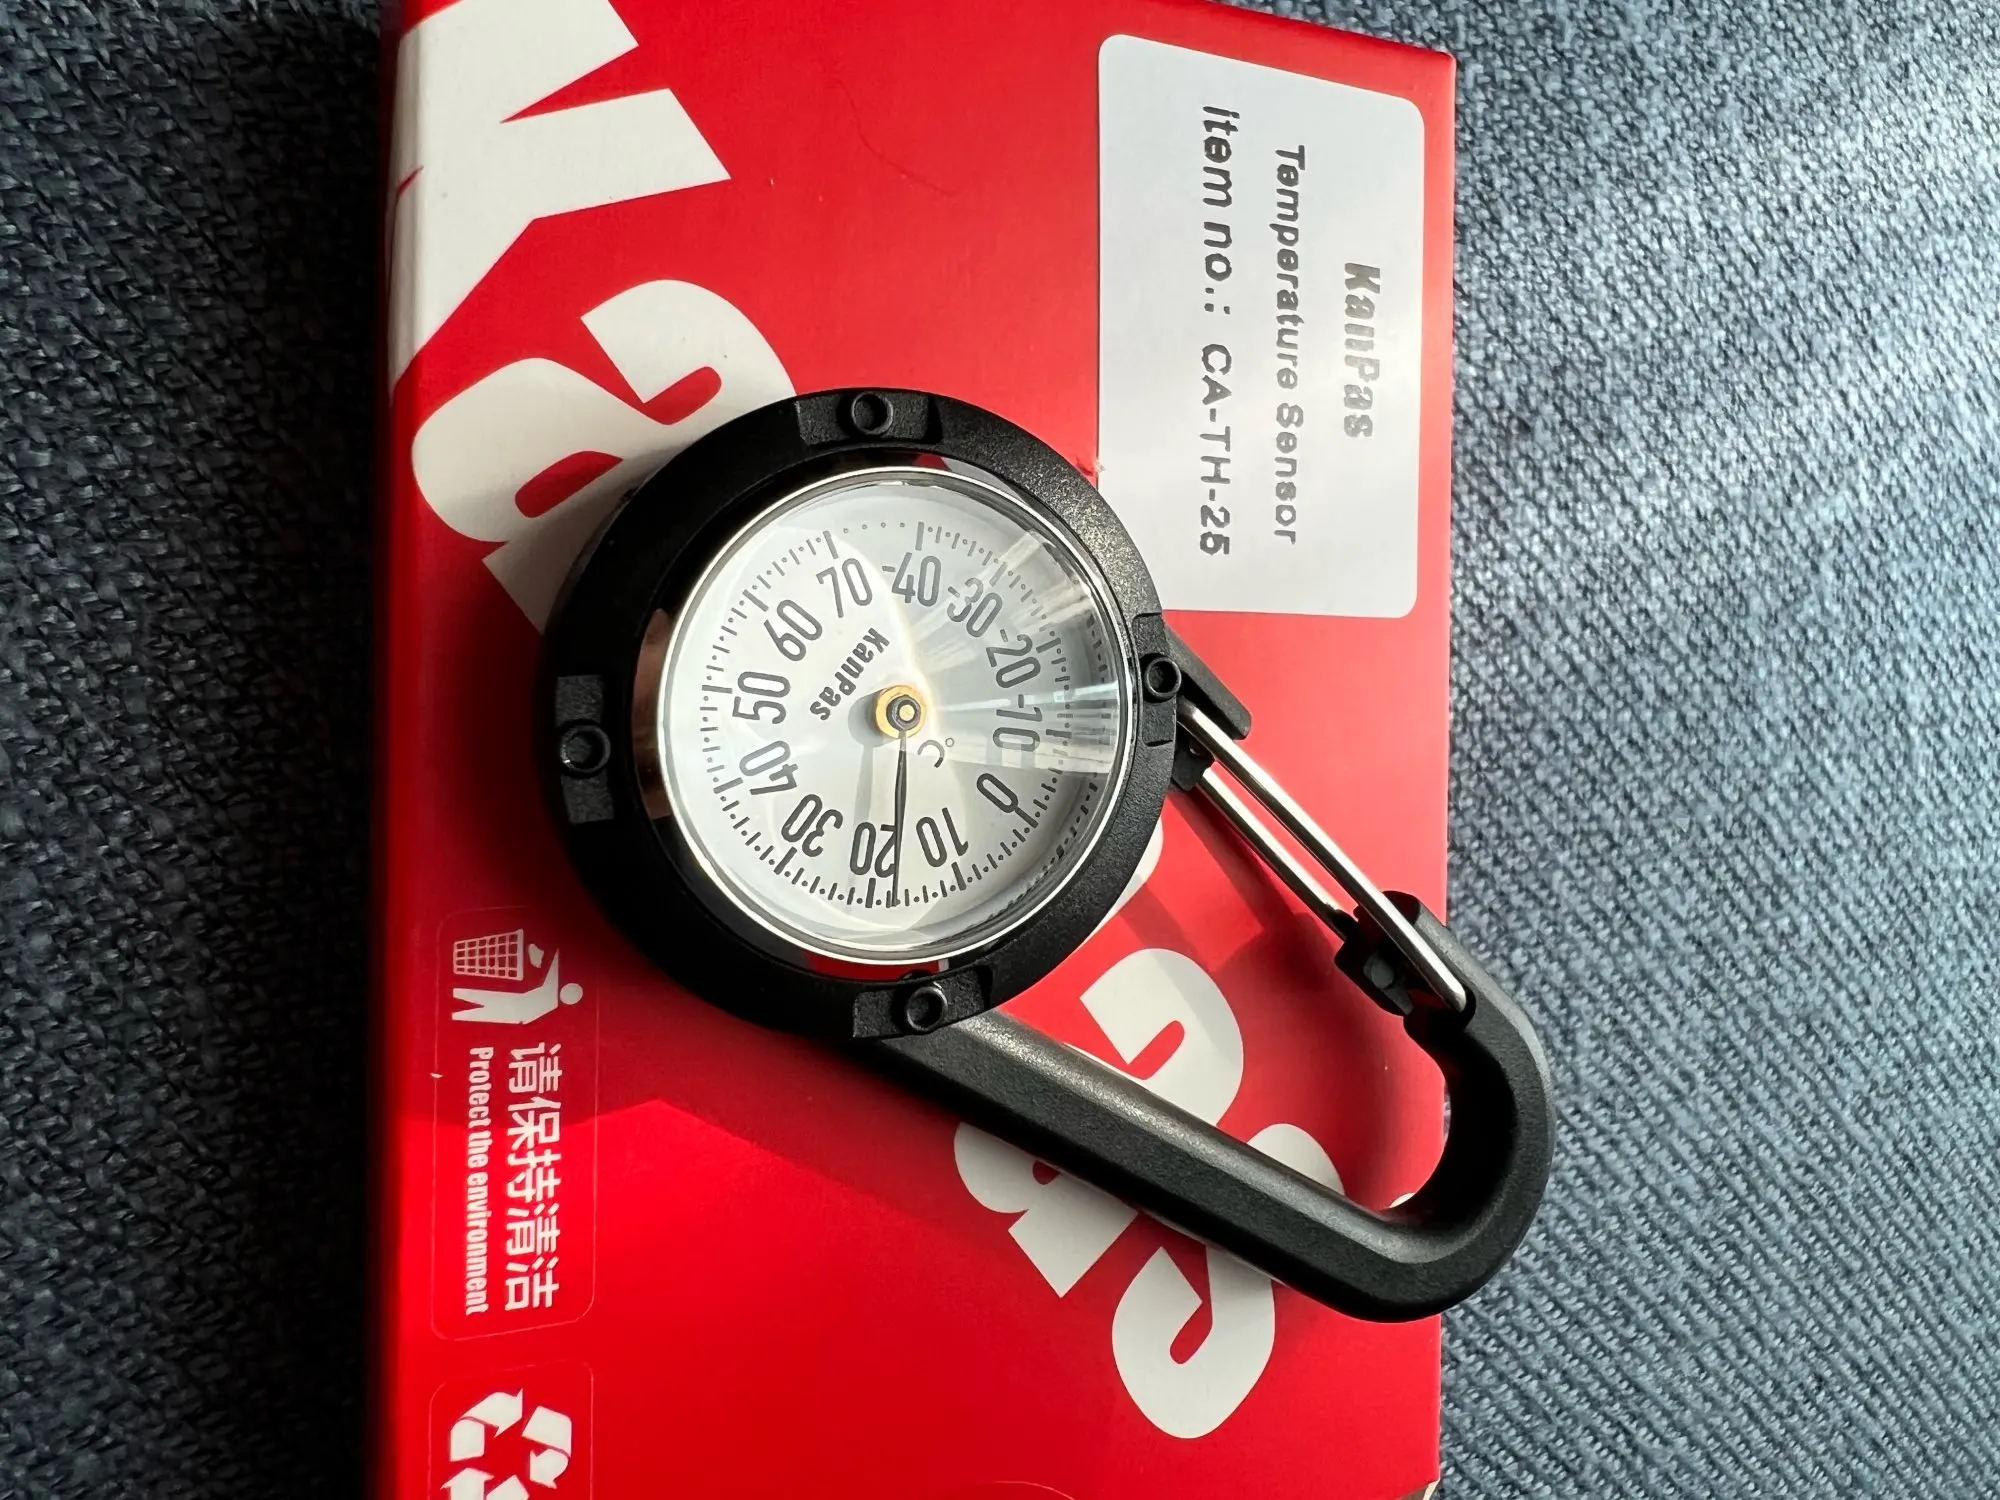 KanPas
Temperature Sensor
Item no.: CA-TH-25
-40
-30
-20
-10
0
10
20
30
40
50
60
70
KanPas
°C
请保持清洁
Protect the environment